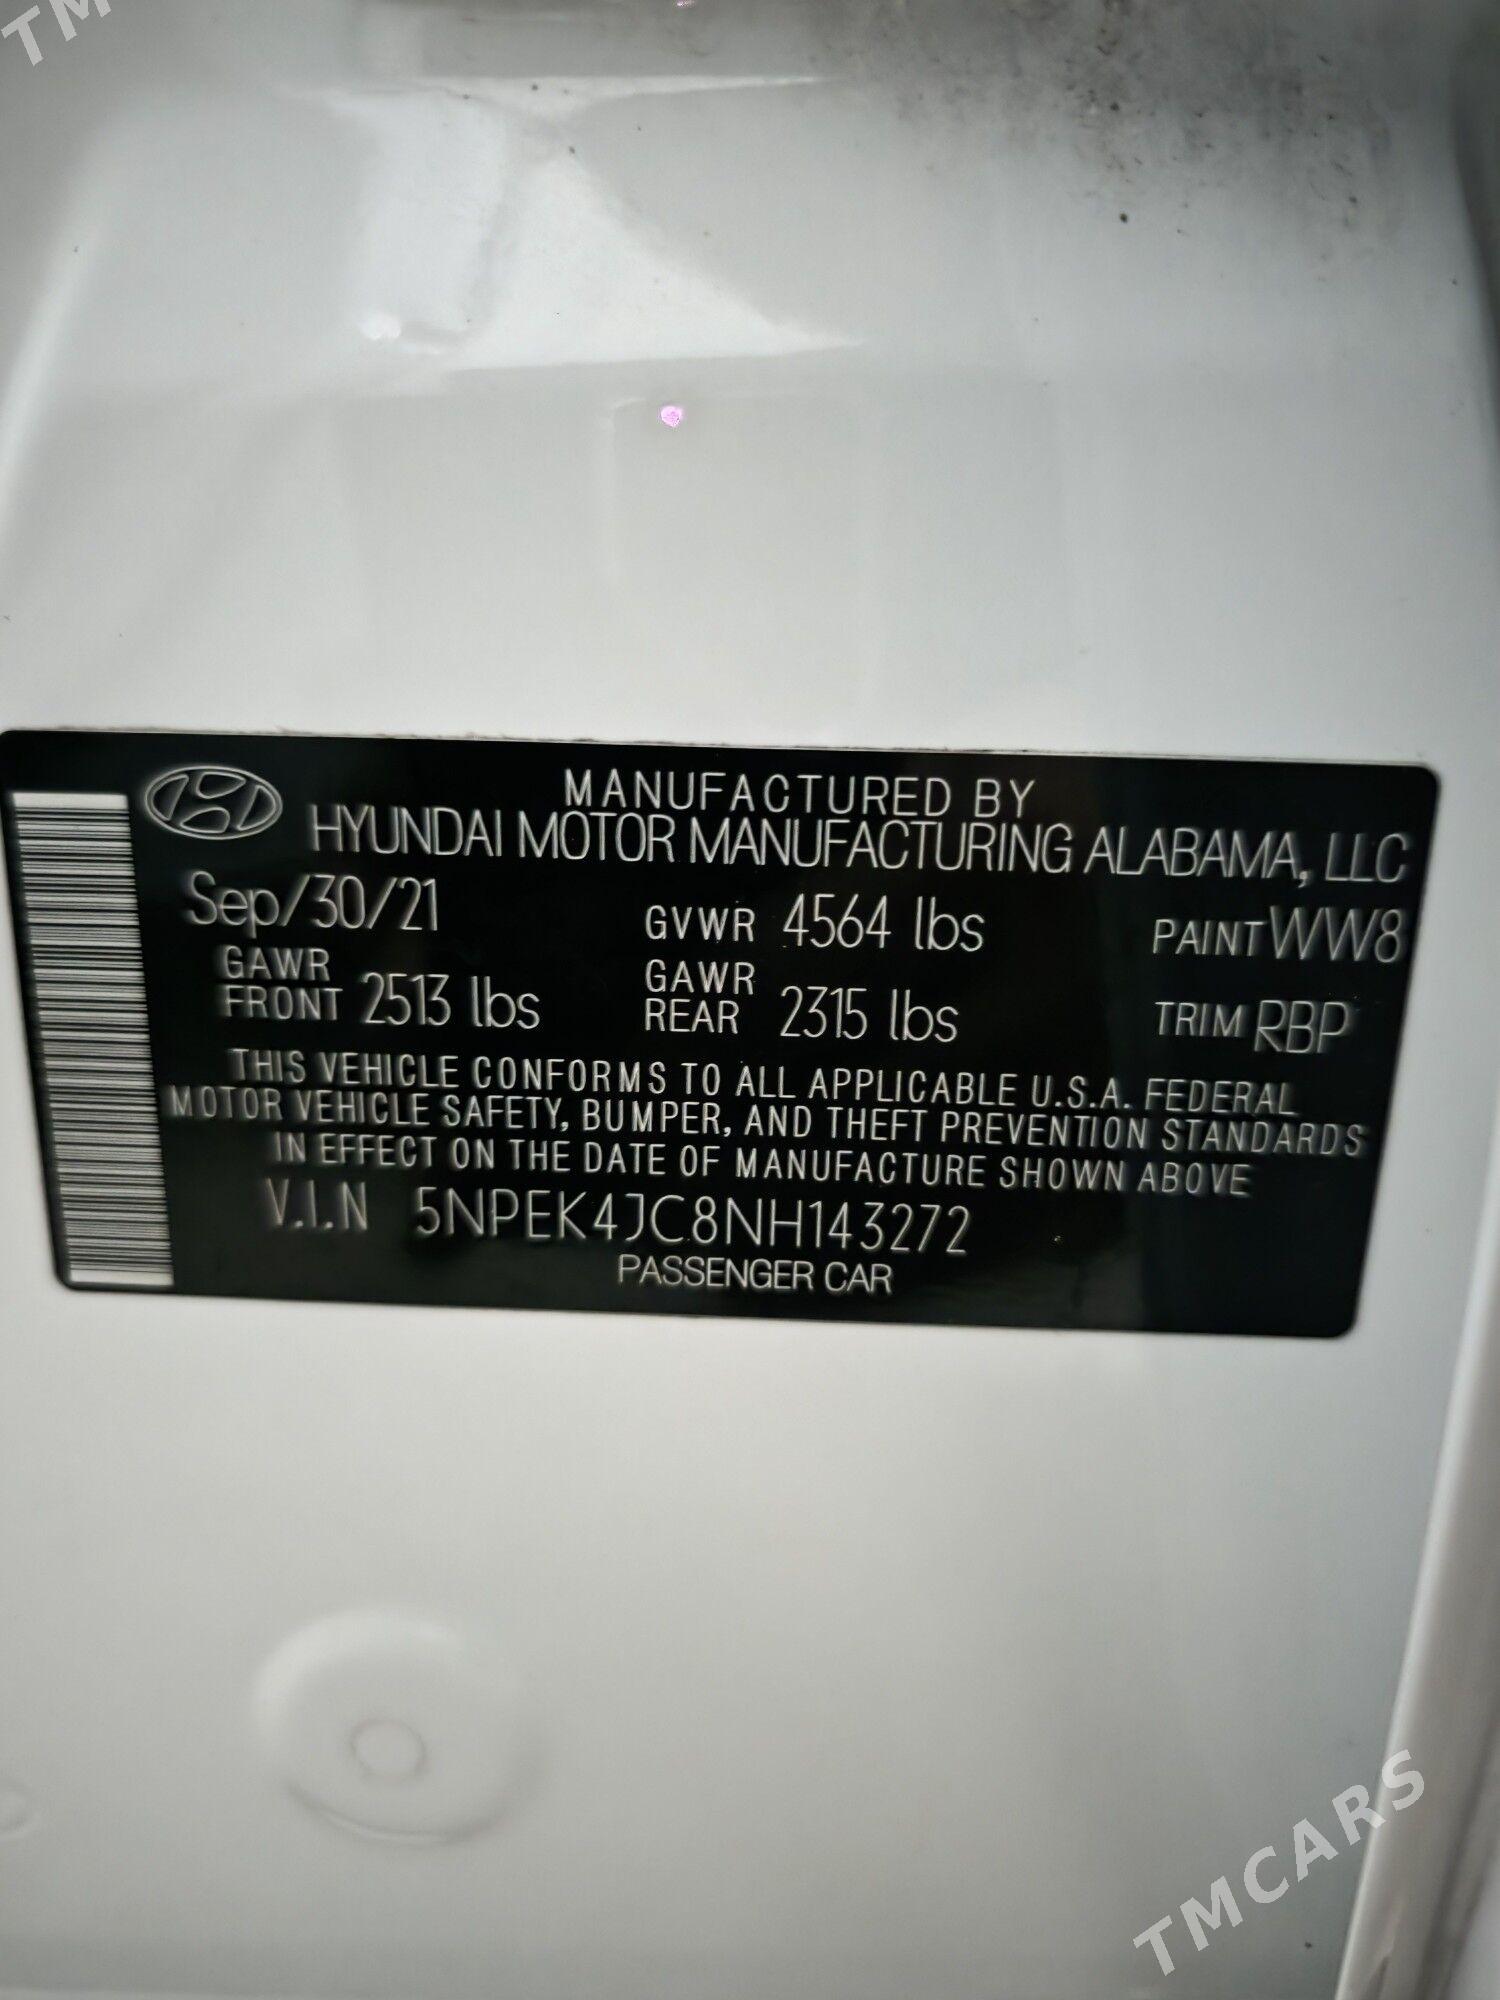 TM
MANUFACTURED BY
HYUNDAI MOTOR MANUFACTURING ALABAMA, LLC
Sep/30/21 GVWR 4564 lbs PAINT WW8
GAWR FRONT 2513 lbs GAWR REAR 2315 lbs TRIM RBP
THIS VEHICLE CONFORMS TO ALL APPLICABLE U.S.A. FEDERAL
MOTOR VEHICLE SAFETY, BUMPER, AND THEFT PREVENTION STANDARDS
IN EFFECT ON THE DATE OF MANUFACTURE SHOWN ABOVE
V.I.N 5NPEK4JC8NH143272
PASSENGER CAR
TMCARS